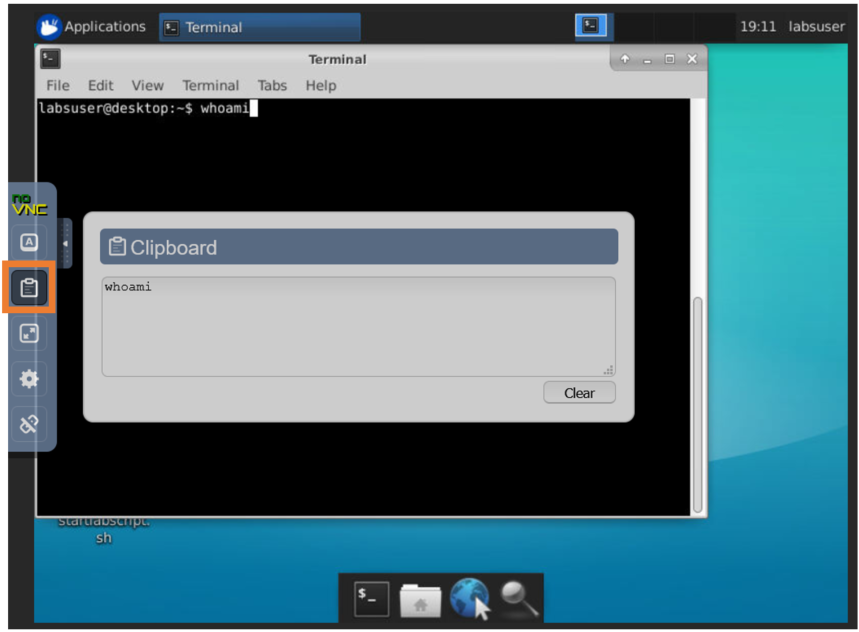 Applications
Terminal
19:11 labsuser
Terminal
File Edit View Terminal Tabs Help
labsuser@desktop:~$ whoami
no
VNC
A
Clipboard
whoami
Clear
startlabscript.
sh
$_